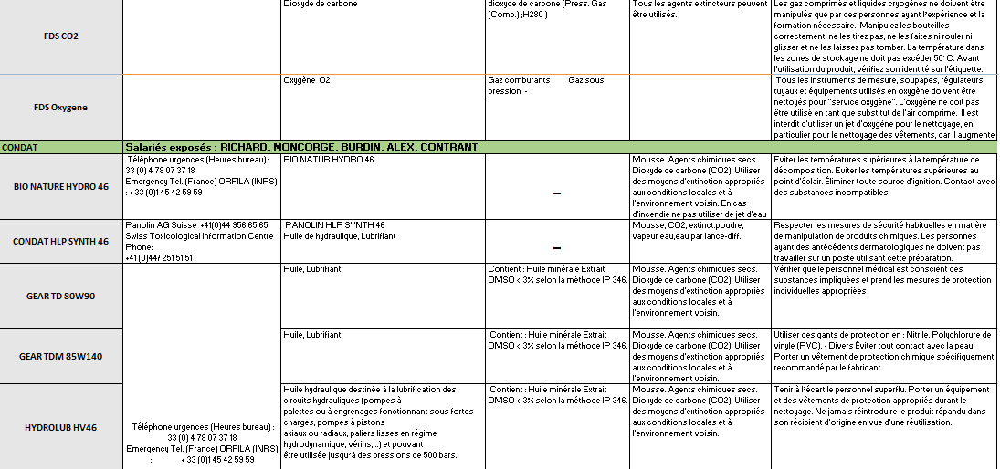 FDS CO2
Dioxyde de carbone
dioxyde de carbone (Press. Gas
(Comp.) ;H280 )
Tous les agents extincteurs peuvent
être utilisés.
Les gaz comprimés et liquides cryogènes ne doivent être
manipulés que par des personnes ayant l'expérience et la
formation nécessaire.  Manipulez les bouteilles
correctement: ne les tirez pas; ne les faites ni rouler ni
glisser et ne les laissez pas tomber. La température dans
les zones de stockage ne doit pas excéder 50° C. Avant
l'utilisation du produit, vérifiez son identité sur l'étiquette.
FDS Oxygene
Oxygène  O2
Gaz comburants      Gaz sous
pression  -
Tous les instruments de mesure, soupapes, régulateurs,
tuyaux et équipements utilisés en oxygène doivent être
nettoyés pour "service oxygène". L'oxygène ne doit pas
être utilisé en tant que substitut de l'air comprimé.  Il est
interdit d'utiliser un jet d'oxygène pour le nettoyage, en
particulier pour le nettoyage des vêtements, car il augmente
CONDAT
Salariés exposés : RICHARD, MONCORGE, BURDIN, ALEX, CONTRANT
BIO NATURE HYDRO 46
Téléphone urgences (Heures bureau) :
33 (0) 4 78 07 37 18
Emergency Tel. (France) ORFILA (INRS)
: + 33 (0)1 45 42 59 59
BIO NATUR HYDRO 46
–
Mousse. Agents chimiques secs.
Dioxyde de carbone (CO2). Utiliser
des moyens d'extinction appropriés
aux conditions locales et à
l'environnement voisin. En cas
d'incendie ne pas utiliser de jet d'eau
Eviter les températures supérieures à la température de
décomposition. Eviter les températures supérieures au
point d'éclair. Éliminer toute source d'ignition. Contact avec
des substances incompatibles.
CONDAT HLP SYNTH 46
Panolin AG Suisse  +41(0)44 956 65 65
Swiss Toxicological Information Centre
Phone:
+41 (0)44/ 251 51 51
PANOLIN HLP SYNTH 46
Huile de hydraulique, Lubrifiant
–
Mousse, CO2, extinct.poudre,
vapeur eau,eau par lance-diff.
Respecter les mesures de sécurité habituelles en matière
de manipulation de produits chimiques. Les personnes
ayant des antécédents dermatologiques ne doivent pas
travailler sur un poste utilisant cette préparation.
GEAR TD 80W90
Huile, Lubrifiant,
Contient : Huile minérale Extrait
DMSO < 3% selon la méthode IP 346.
Mousse. Agents chimiques secs.
Dioxyde de carbone (CO2). Utiliser
des moyens d'extinction appropriés
aux conditions locales et à
l'environnement voisin.
Vérifier que le personnel médical est conscient des
substances impliquées et prend les mesures de protection
individuelles appropriées
GEAR TDM 85W140
Huile, Lubrifiant,
Contient : Huile minérale Extrait
DMSO < 3% selon la méthode IP 346.
Mousse. Agents chimiques secs.
Dioxyde de carbone (CO2). Utiliser
des moyens d'extinction appropriés
aux conditions locales et à
l'environnement voisin.
Utiliser des gants de protection en : Nitrile. Polychlorure de
vinyle (PVC). - Divers Éviter tout contact avec la peau.
Porter un vêtement de protection chimique spécifiquement
recommandé par le fabricant
HYDROLUB HV46
Téléphone urgences (Heures bureau) :
33 (0) 4 78 07 37 18
Emergency Tel. (France) ORFILA (INRS)
:            + 33 (0)1 45 42 59 59
Huile hydraulique destinée à la lubrification des
circuits hydrauliques (pompes à
palettes ou à engrenages fonctionnant sous fortes
charges, pompes à pistons
axiaux ou radiaux, paliers lisses en régime
hydrodynamique, vérins,...) et pouvant
être utilisée jusqu'à des pressions de 500 bars.
Contient : Huile minérale Extrait
DMSO < 3% selon la méthode IP 346.
Mousse. Agents chimiques secs.
Dioxyde de carbone (CO2). Utiliser
des moyens d'extinction appropriés
aux conditions locales et à
l'environnement voisin.
Tenir à l'écart le personnel superflu. Porter un équipement
et des vêtements de protection appropriés durant le
nettoyage. Ne jamais réintroduire le produit répandu dans
son récipient d'origine en vue d'une réutilisation.